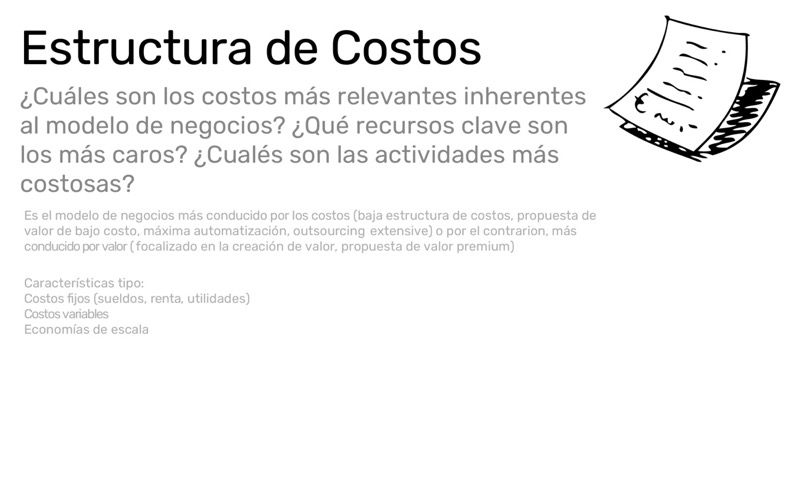 Estructura de Costos
¿Cuáles son los costos más relevantes inherentes
al modelo de negocios? ¿Qué recursos clave son
los más caros? ¿Cualés son las actividades más
costosas?
Es el modelo de negocios más conducido por los costos (baja estructura de costos, propuesta de
valor de bajo costo, máxima automatización, outsourcing extensive) o por el contrarion, más
conducido por valor ( focalizado en la creación de valor, propuesta de valor premium)
Características tipo:
Costos fijos (sueldos, renta, utilidades)
Costos variables
Economías de escala